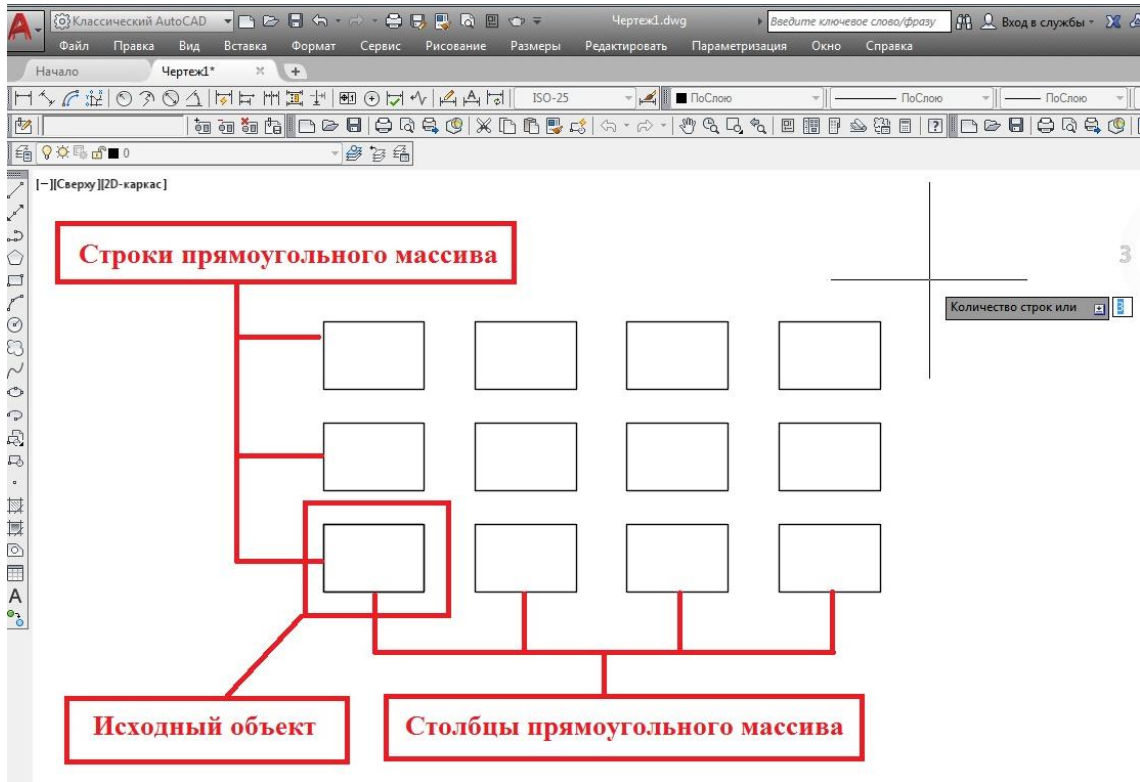 Классический AutoCAD
Чертеж1.dwg
Введите ключевое слово/фразу
Вход в службы
Файл Правка Вид Вставка Формат Сервис Рисование Размеры Редактировать Параметризация Окно Справка
Начало Чертеж1* +
ISO-25 ПоСлою ПоСлою ПоСлою
0
[−][Сверху][2D-каркас]
Строки прямоугольного массива
З
Количество строк или 3
Исходный объект
Столбцы прямоугольного массива